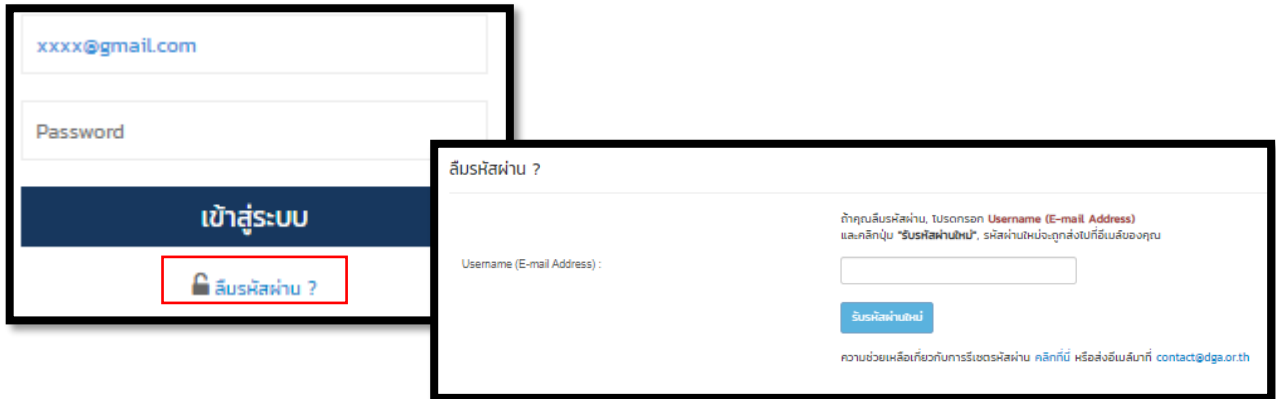 xxxx@gmail.com
Password
เข้าสู่ระบบ
ลืมรหัสผ่าน ?
ลืมรหัสผ่าน ?
ถ้าคุณลืมรหัสผ่าน, โปรดกรอก Username (E-mail Address)
และคลิกปุ่ม "รับรหัสผ่านใหม่", รหัสผ่านใหม่จะถูกส่งไปที่อีเมล์ของคุณ
Username (E-mail Address) :
รับรหัสผ่านใหม่
ความช่วยเหลือเกี่ยวกับการรีเซตรหัสผ่าน คลิกที่นี่ หรือส่งอีเมล์มาที่ contact@dga.or.th